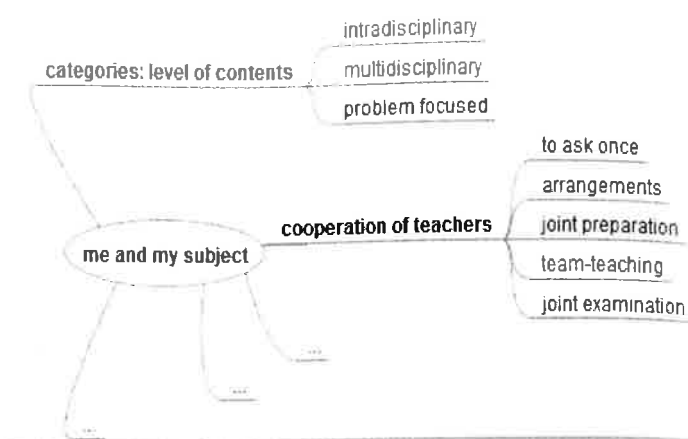 intradisciplinary
categories: level of contents
multidisciplinary
problem focused
to ask once
arrangements
cooperation of teachers
joint preparation
me and my subject
team-teaching
joint examination
...
...
...